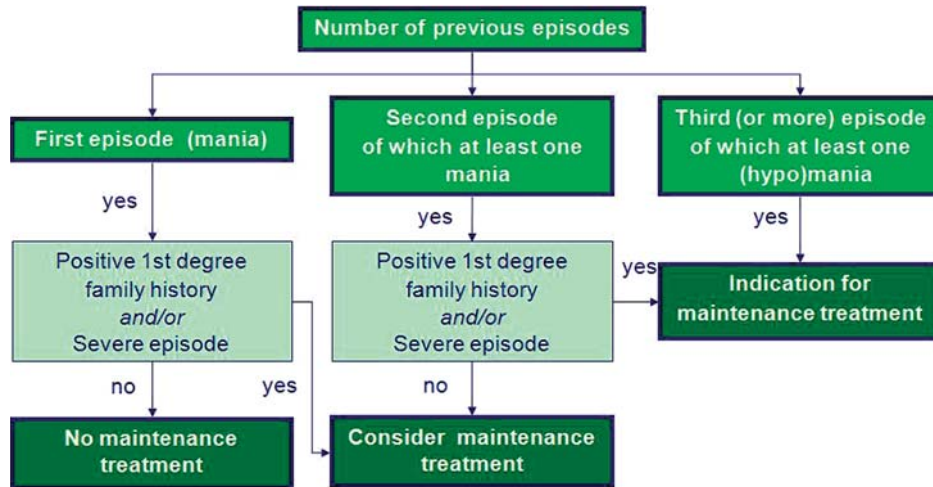 Number of previous episodes
First episode (mania)
Second episode
of which at least one
mania
Third (or more) episode
of which at least one
(hypo)mania
yes
yes
yes
Positive 1st degree
family history
and/or
Severe episode
Positive 1st degree
family history
and/or
Severe episode
yes
Indication for
maintenance treatment
no
yes
no
No maintenance
treatment
Consider maintenance
treatment